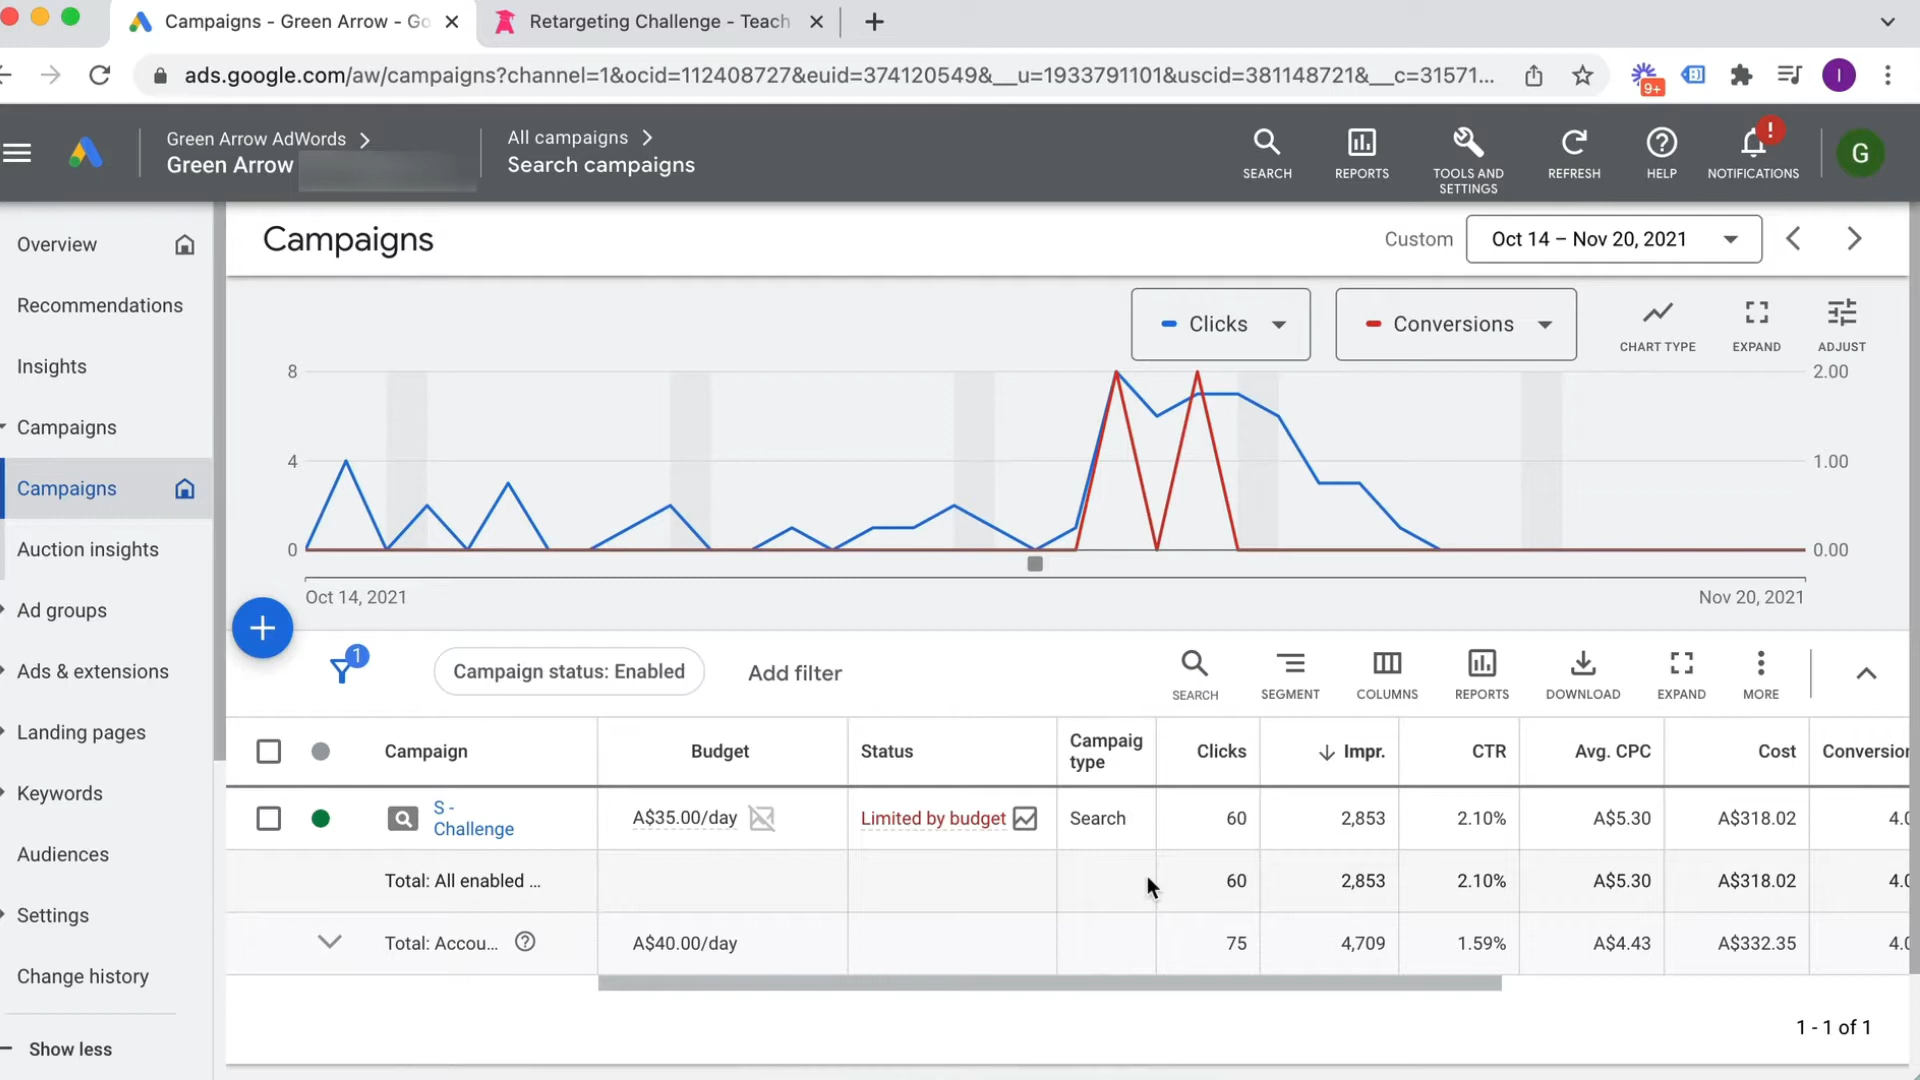 Campaigns - Green Arrow - Go
Retargeting Challenge - Teach
ads.google.com/aw/campaigns?channel=1&ocid=112408727&euid=374120549&__u=1933791101&uscid=381148721&__c=31571...
9+
I
Green Arrow AdWords
Green Arrow
All campaigns
Search campaigns
SEARCH
REPORTS
TOOLS AND
SETTINGS
REFRESH
HELP
NOTIFICATIONS
G
Overview
Recommendations
Insights
Campaigns
Campaigns
Auction insights
Ad groups
Ads & extensions
Landing pages
Keywords
Audiences
Settings
Change history
Show less
Campaigns
Custom
Oct 14 – Nov 20, 2021
Clicks
Conversions
CHART TYPE
EXPAND
ADJUST
8
2.00
4
1.00
0
0.00
Oct 14, 2021
Nov 20, 2021
1
Campaign status: Enabled
Add filter
SEARCH
SEGMENT
COLUMNS
REPORTS
DOWNLOAD
EXPAND
MORE
Campaign Budget Status Campaig type Clicks Impr. CTR Avg. CPC Cost Conversion
S - Challenge A$35.00/day Limited by budget Search 60 2,853 2.10% A$5.30 A$318.02 4.0
Total: All enabled ... 60 2,853 2.10% A$5.30 A$318.02 4.0
Total: Accou... A$40.00/day 75 4,709 1.59% A$4.43 A$332.35 4.0
1 - 1 of 1